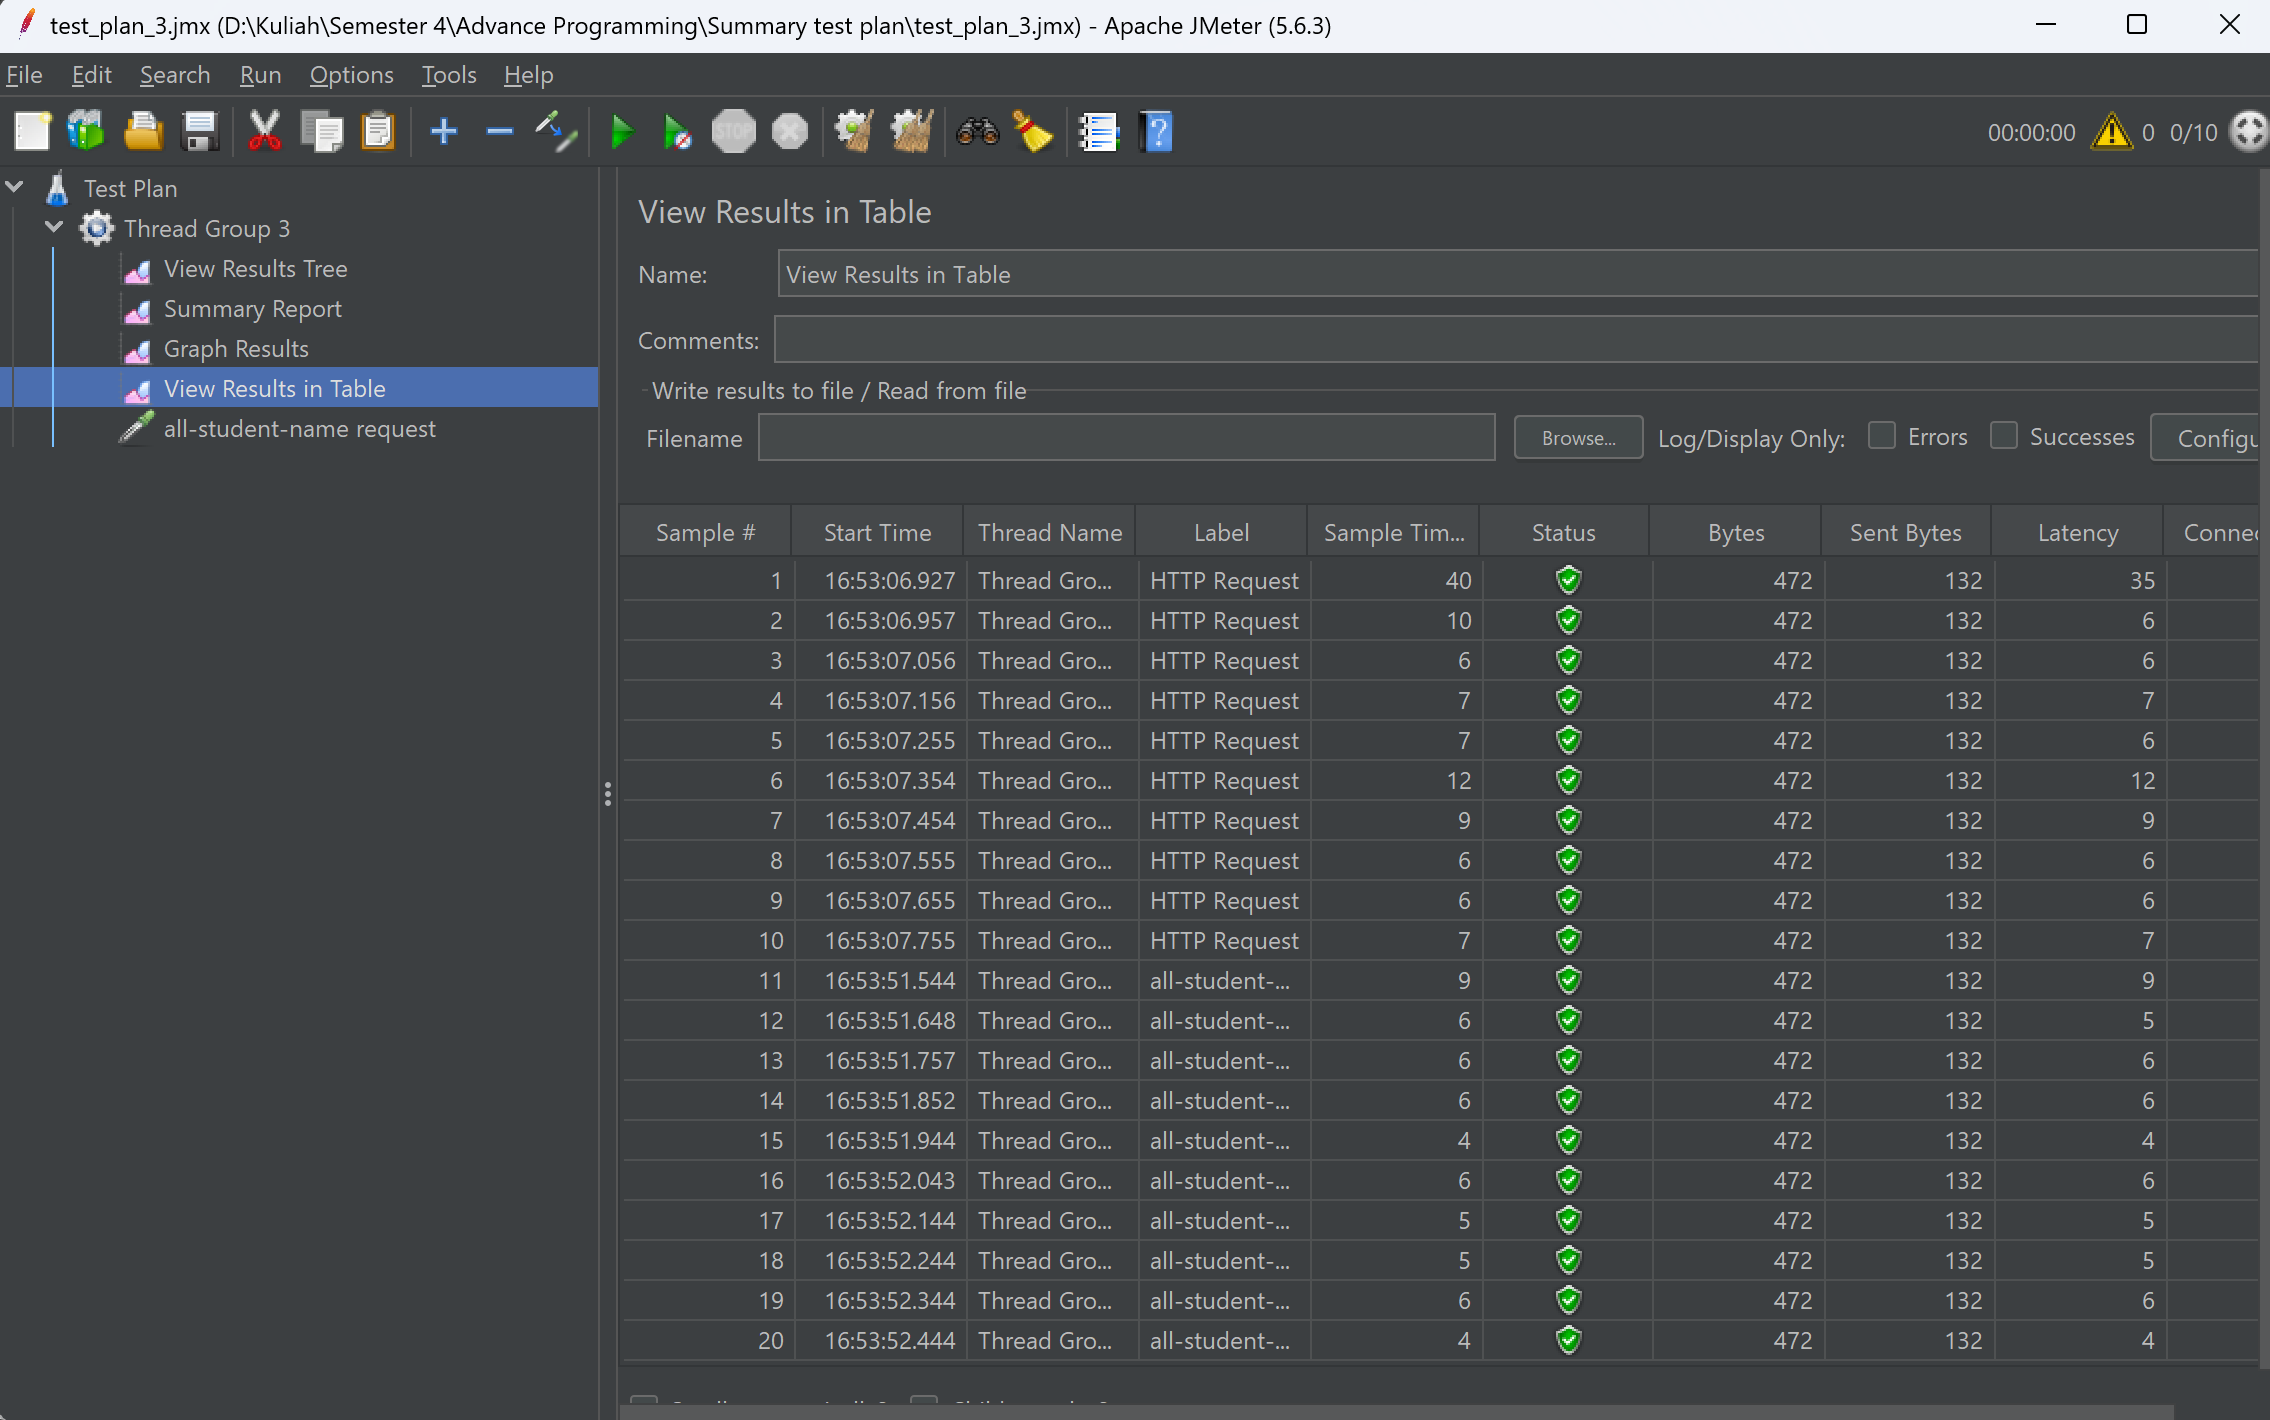 test_plan_3.jmx (D:\Kuliah\Semester 4\Advance Programming\Summary test plan\test_plan_3.jmx) - Apache JMeter (5.6.3)
File Edit Search Run Options Tools Help
STOP 00:00:00 0 0/10
Test Plan
Thread Group 3
View Results Tree
Summary Report
Graph Results
View Results in Table
all-student-name request
View Results in Table
Name: View Results in Table
Comments:
Write results to file / Read from file
Filename Browse... Log/Display Only: Errors Successes Configu
Sample # Start Time Thread Name Label Sample Tim... Status Bytes Sent Bytes Latency Connec
1 16:53:06.927 Thread Gro... HTTP Request 40 472 132 35
2 16:53:06.957 Thread Gro... HTTP Request 10 472 132 6
3 16:53:07.056 Thread Gro... HTTP Request 6 472 132 6
4 16:53:07.156 Thread Gro... HTTP Request 7 472 132 7
5 16:53:07.255 Thread Gro... HTTP Request 7 472 132 6
6 16:53:07.354 Thread Gro... HTTP Request 12 472 132 12
7 16:53:07.454 Thread Gro... HTTP Request 9 472 132 9
8 16:53:07.555 Thread Gro... HTTP Request 6 472 132 6
9 16:53:07.655 Thread Gro... HTTP Request 6 472 132 6
10 16:53:07.755 Thread Gro... HTTP Request 7 472 132 7
11 16:53:51.544 Thread Gro... all-student-... 9 472 132 9
12 16:53:51.648 Thread Gro... all-student-... 6 472 132 5
13 16:53:51.757 Thread Gro... all-student-... 6 472 132 6
14 16:53:51.852 Thread Gro... all-student-... 6 472 132 6
15 16:53:51.944 Thread Gro... all-student-... 4 472 132 4
16 16:53:52.043 Thread Gro... all-student-... 6 472 132 6
17 16:53:52.144 Thread Gro... all-student-... 5 472 132 5
18 16:53:52.244 Thread Gro... all-student-... 5 472 132 5
19 16:53:52.344 Thread Gro... all-student-... 6 472 132 6
20 16:53:52.444 Thread Gro... all-student-... 4 472 132 4